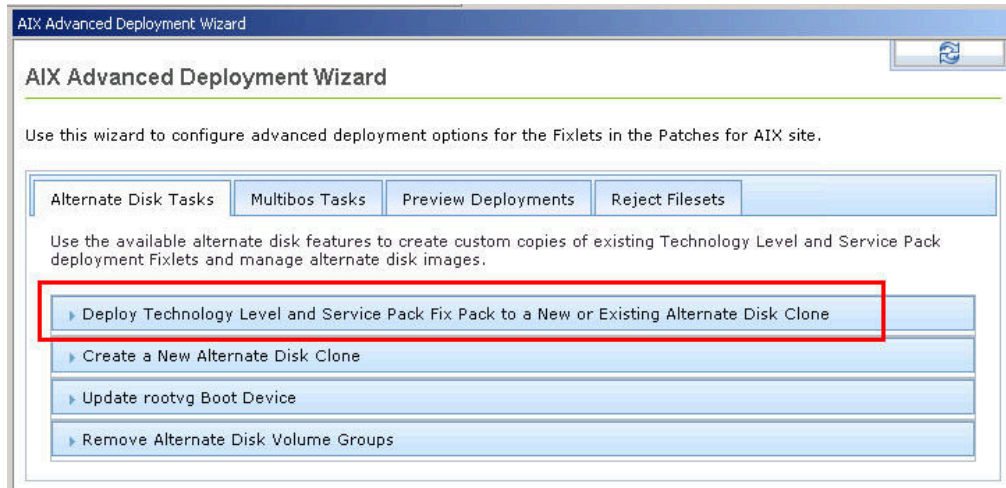 AIX Advanced Deployment Wizard
AIX Advanced Deployment Wizard
Use this wizard to configure advanced deployment options for the Fixlets in the Patches for AIX site.
Alternate Disk Tasks
Multibos Tasks
Preview Deployments
Reject Filesets
Use the available alternate disk features to create custom copies of existing Technology Level and Service Pack
deployment Fixlets and manage alternate disk images.
Deploy Technology Level and Service Pack Fix Pack to a New or Existing Alternate Disk Clone
Create a New Alternate Disk Clone
Update rootvg Boot Device
Remove Alternate Disk Volume Groups